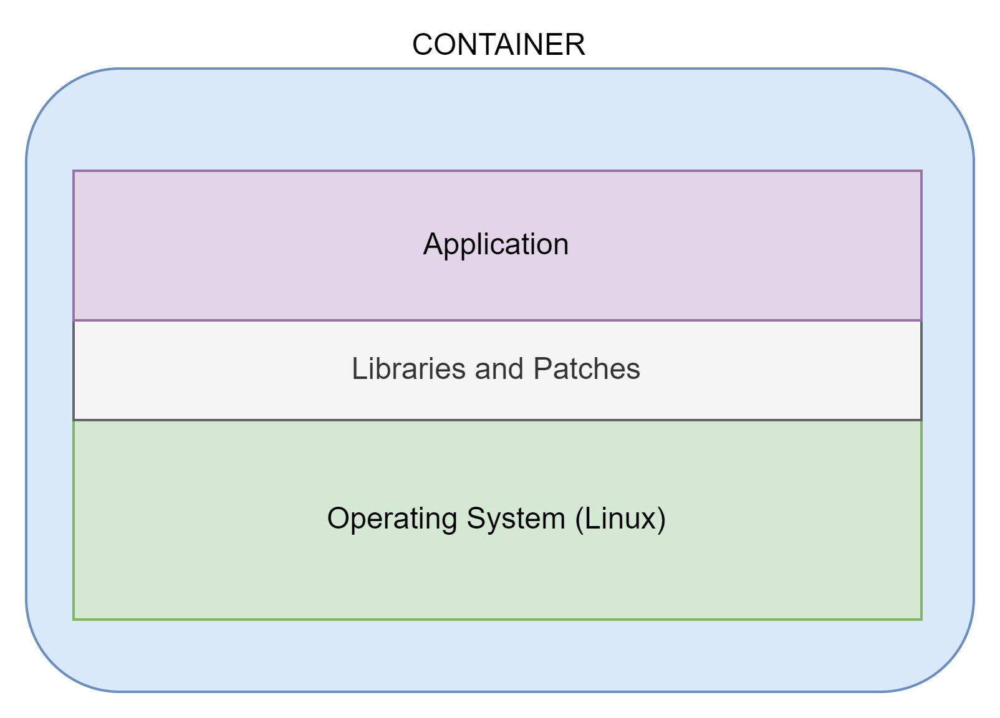 CONTAINER
Application
Libraries and Patches
Operating System (Linux)